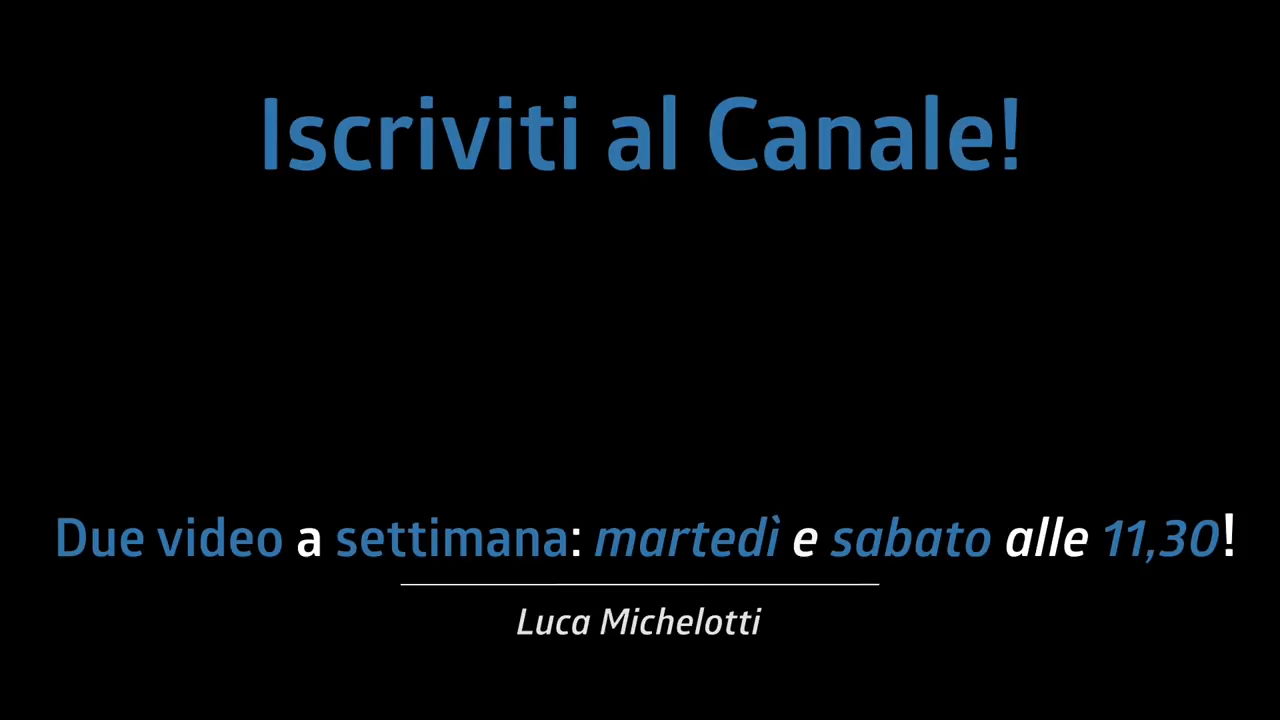 Iscriviti al Canale!
Due video a settimana: martedì e sabato alle 11,30!
Luca Michelotti